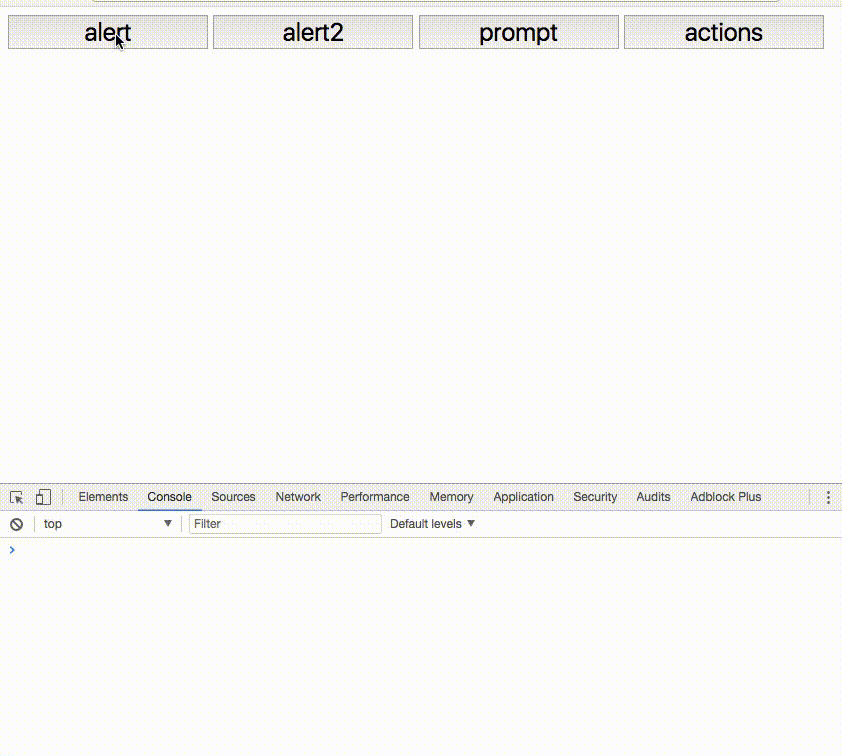 alert alert2 prompt actions
Elements Console Sources Network Performance Memory Application Security Audits Adblock Plus
top Filter Default levels